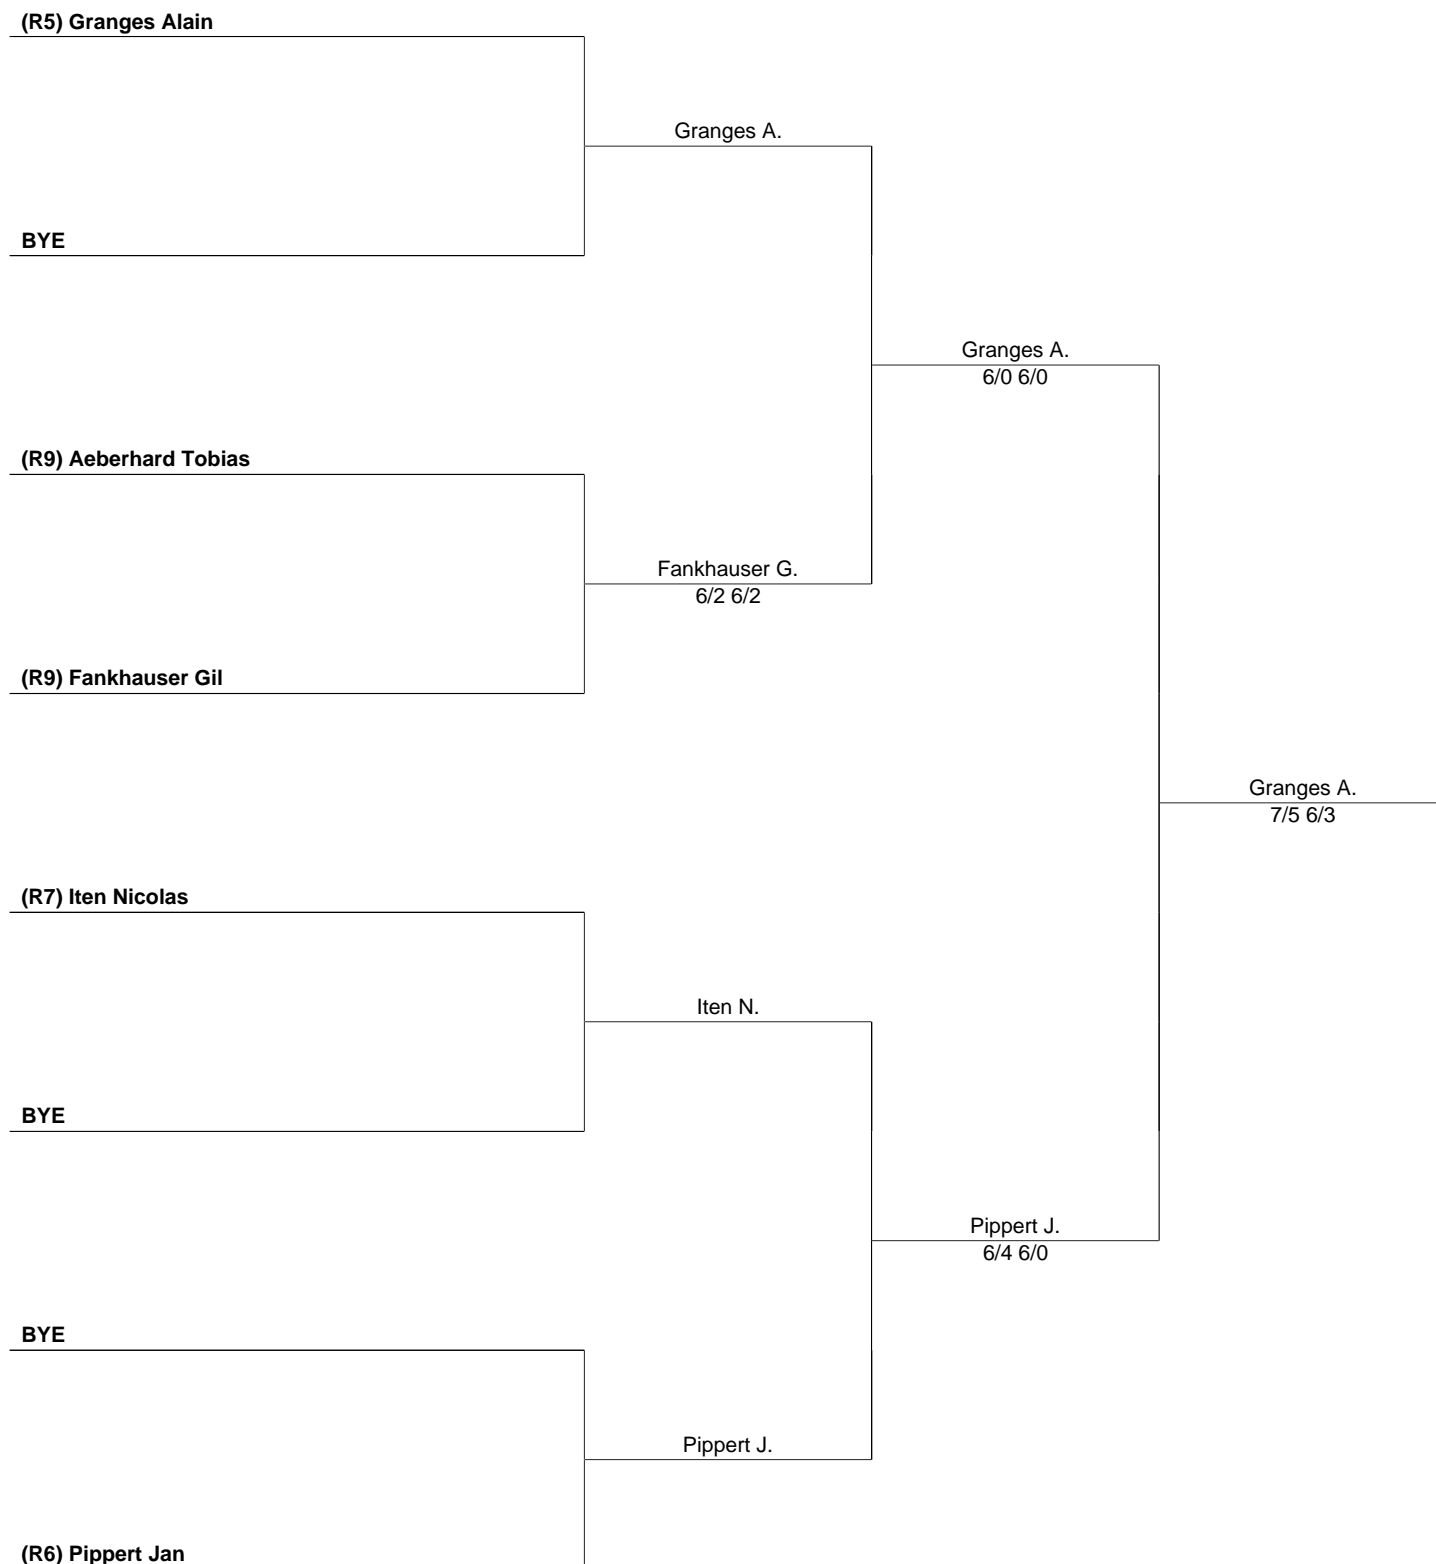 (R5) Granges Alain
Granges A.
BYE
Granges A.
6/0 6/0
(R9) Aeberhard Tobias
Fankhauser G.
6/2 6/2
(R9) Fankhauser Gil
Granges A.
7/5 6/3
(R7) Iten Nicolas
Iten N.
BYE
Pippert J.
6/4 6/0
BYE
Pippert J.
(R6) Pippert Jan